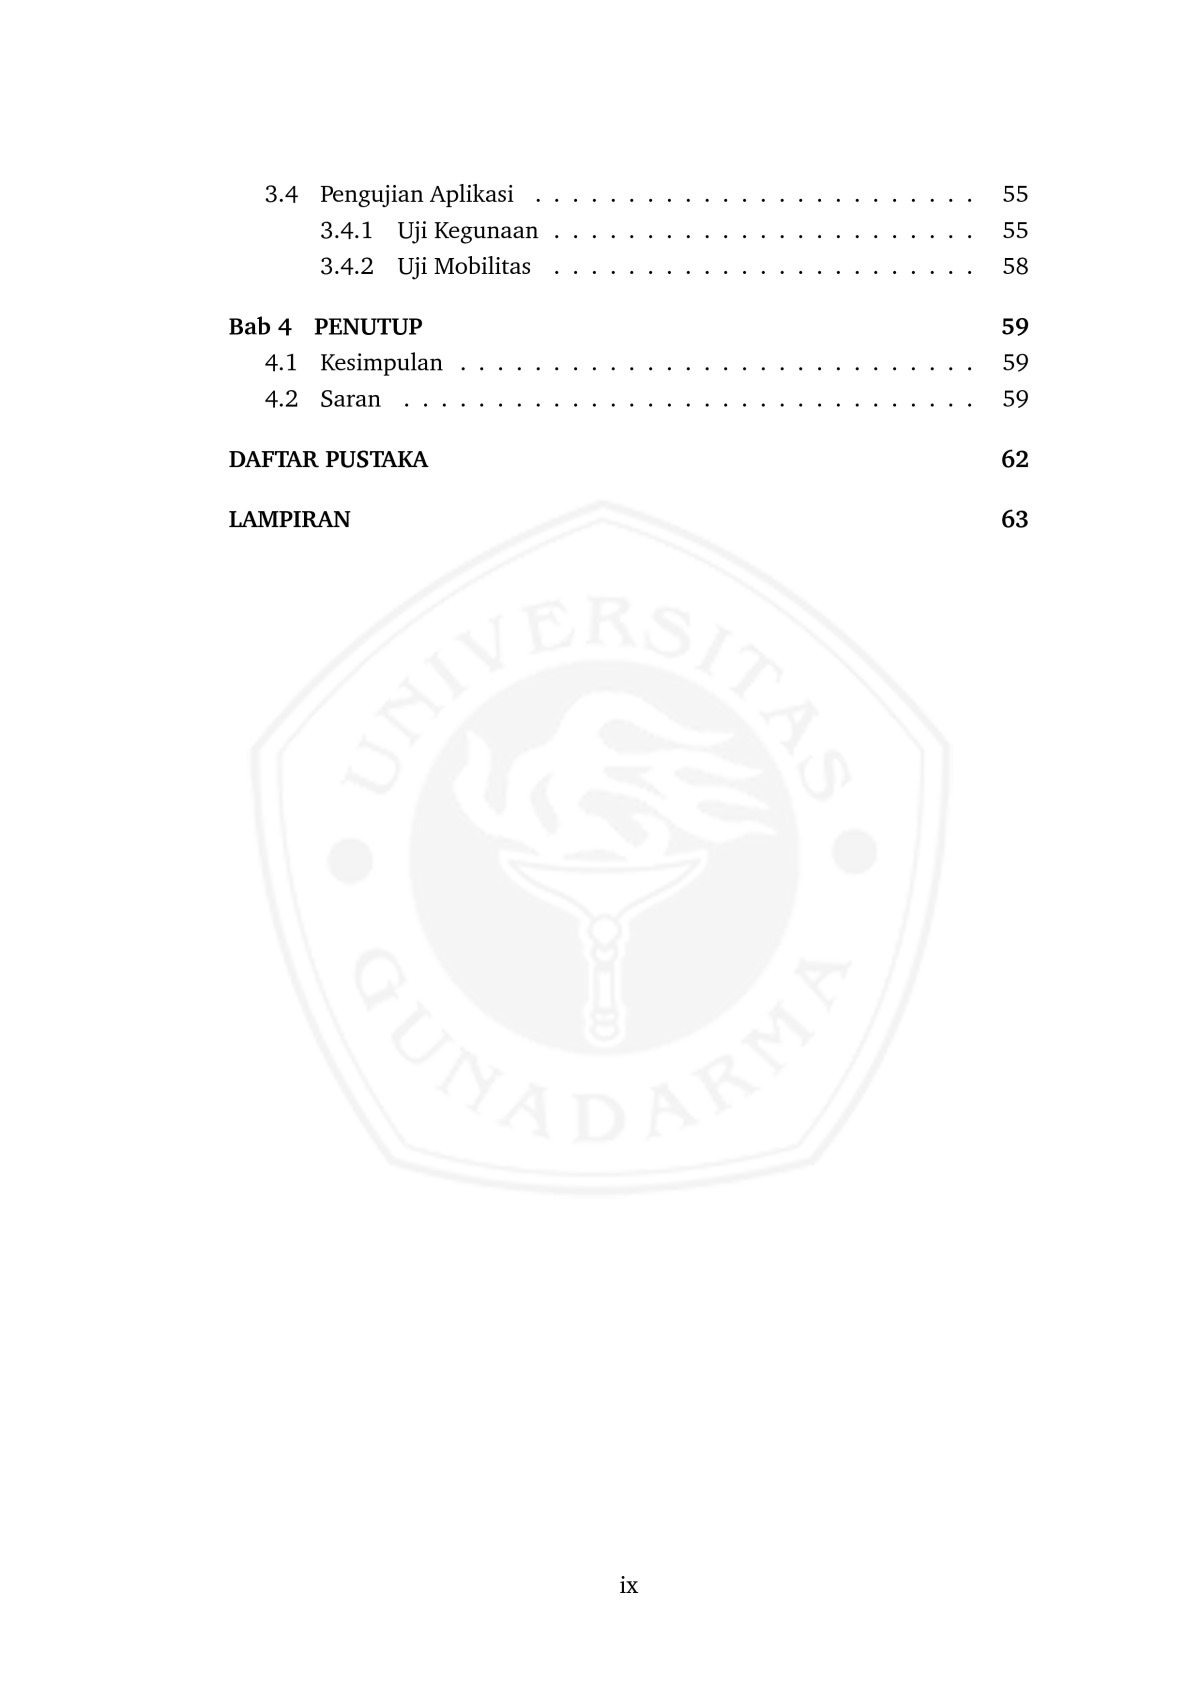 3.4 Pengujian Aplikasi . . . . . . . . . . . . . . . . . . . . . . . . 55
3.4.1 Uji Kegunaan . . . . . . . . . . . . . . . . . . . . . . . 55
3.4.2 Uji Mobilitas . . . . . . . . . . . . . . . . . . . . . . . 58
Bab 4 PENUTUP 59
4.1 Kesimpulan . . . . . . . . . . . . . . . . . . . . . . . . . . . . 59
4.2 Saran . . . . . . . . . . . . . . . . . . . . . . . . . . . . . . . 59
DAFTAR PUSTAKA 62
LAMPIRAN 63
UNIVERSITAS
GUNADARMA
ix